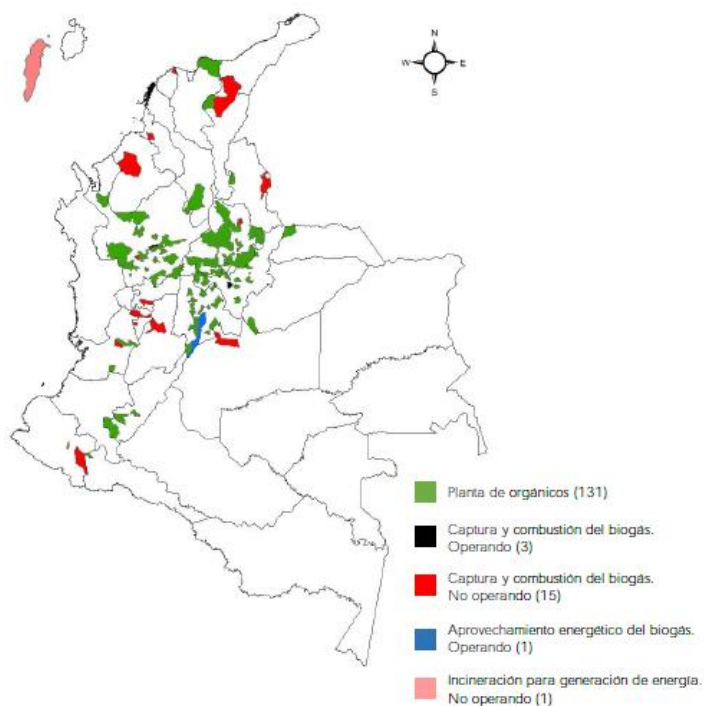 N
W E
S
Planta de orgánicos (131)
Captura y combustión del biogás.
Operando (3)
Captura y combustión del biogás.
No operando (15)
Aprovechamiento energético del biogás.
Operando (1)
Incineración para generación de energía.
No operando (1)